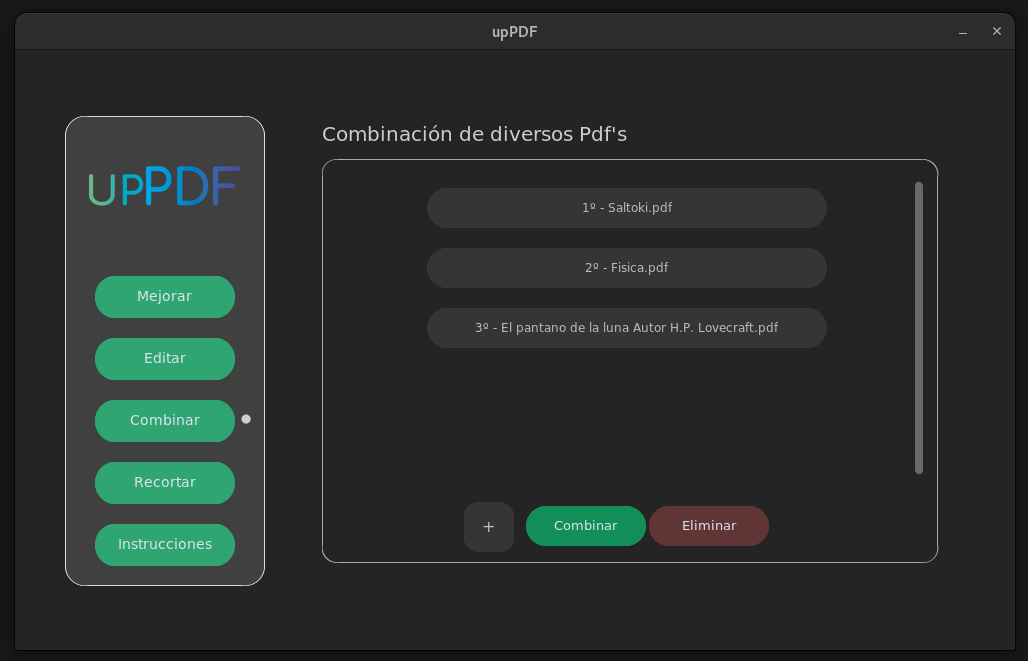 upPDF
upPDF
Mejorar
Editar
Combinar
Recortar
Instrucciones
Combinación de diversos Pdf's
1º - Saltoki.pdf
2º - Fisica.pdf
3º - El pantano de la luna Autor H.P. Lovecraft.pdf
+
Combinar
Eliminar